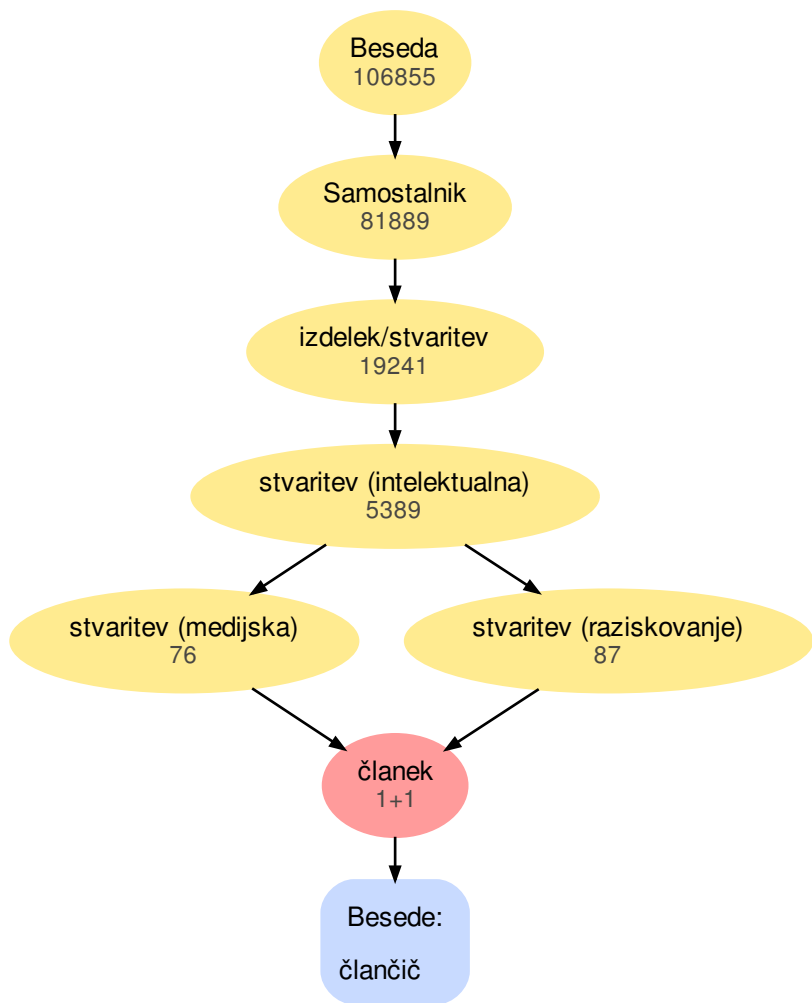 Beseda
106855
Samostalnik
81889
izdelek/stvaritev
19241
stvaritev (intelektualna)
5389
stvaritev (medijska)
76
stvaritev (raziskovanje)
87
članek
1+1
Besede:
člančič